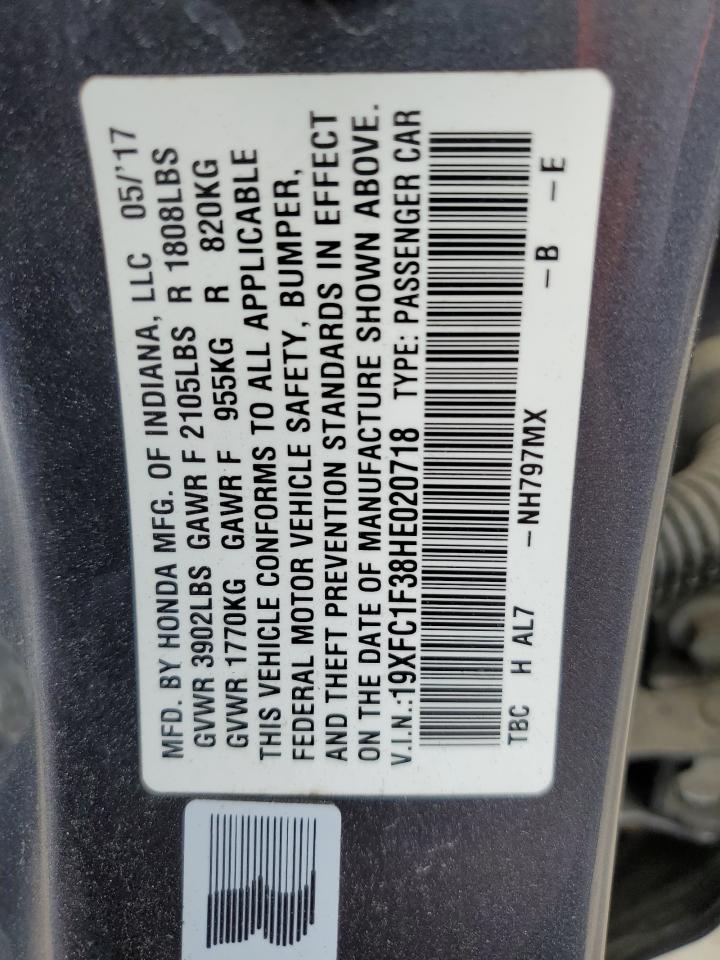 MFD. BY HONDA MFG. OF INDIANA, LLC 05/'17
GVWR 3902LBS GAWR F 2105LBS R 1808LBS
GVWR 1770KG GAWR F 955KG R 820KG
THIS VEHICLE CONFORMS TO ALL APPLICABLE
FEDERAL MOTOR VEHICLE SAFETY, BUMPER,
AND THEFT PREVENTION STANDARDS IN EFFECT
ON THE DATE OF MANUFACTURE SHOWN ABOVE.
V.I.N.:19XFC1F38HE020718 TYPE: PASSENGER CAR
TBC H AL7 -NH797MX -B -E